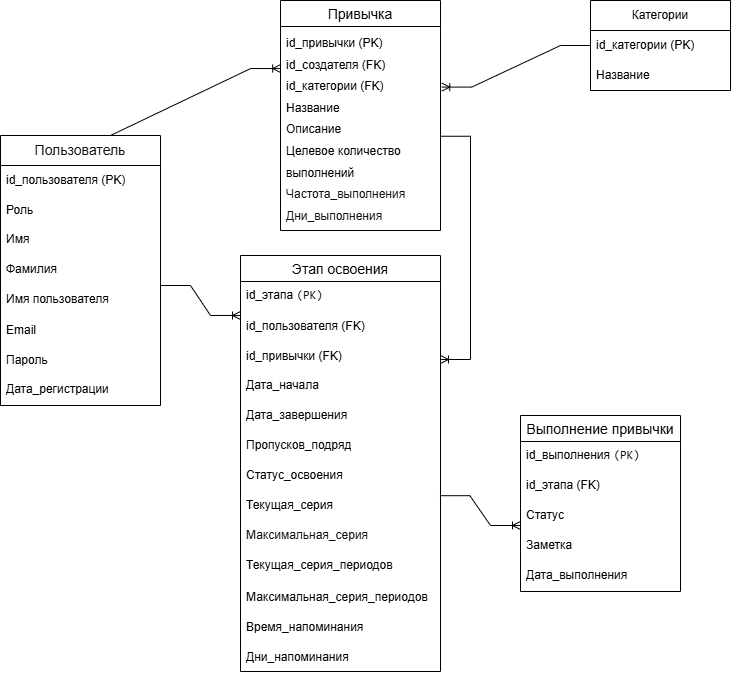 Привычка
id_привычки (PK)
id_создателя (FK)
id_категории (FK)
Название
Описание
Целевое количество
выполнений
Частота_выполнения
Дни_выполнения
Категории
id_категории (PK)
Название
Пользователь
id_пользователя (PK)
Роль
Имя
Фамилия
Имя пользователя
Email
Пароль
Дата_регистрации
Этап освоения
id_этапа (PK)
id_пользователя (FK)
id_привычки (FK)
Дата_начала
Дата_завершения
Пропусков_подряд
Статус_освоения
Текущая_серия
Максимальная_серия
Текущая_серия_периодов
Максимальная_серия_периодов
Время_напоминания
Дни_напоминания
Выполнение привычки
id_выполнения (PK)
id_этапа (FK)
Статус
Заметка
Дата_выполнения